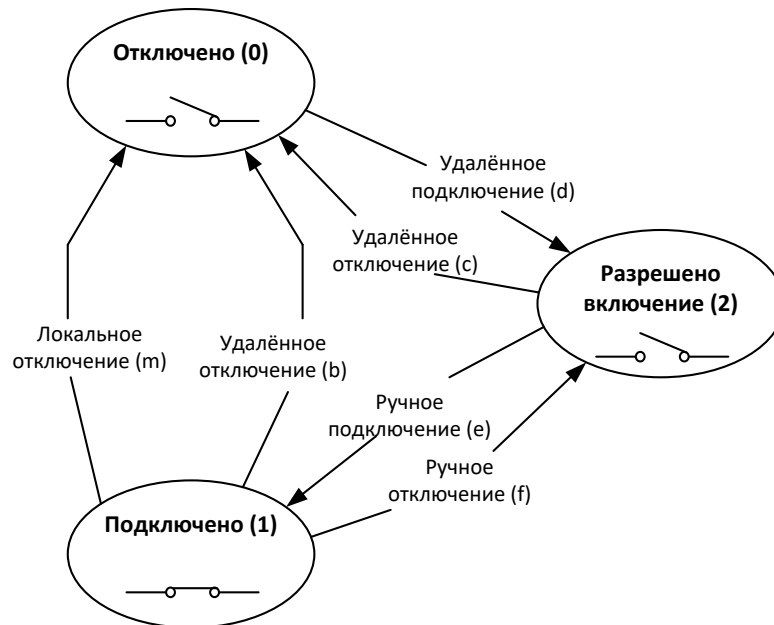 Отключено (0)
Удалённое
подключение (d)
Удалённое
отключение (c)
Разрешено
включение (2)
Локальное
отключение (m)
Удалённое
отключение (b)
Ручное
подключение (e)
Ручное
отключение (f)
Подключено (1)